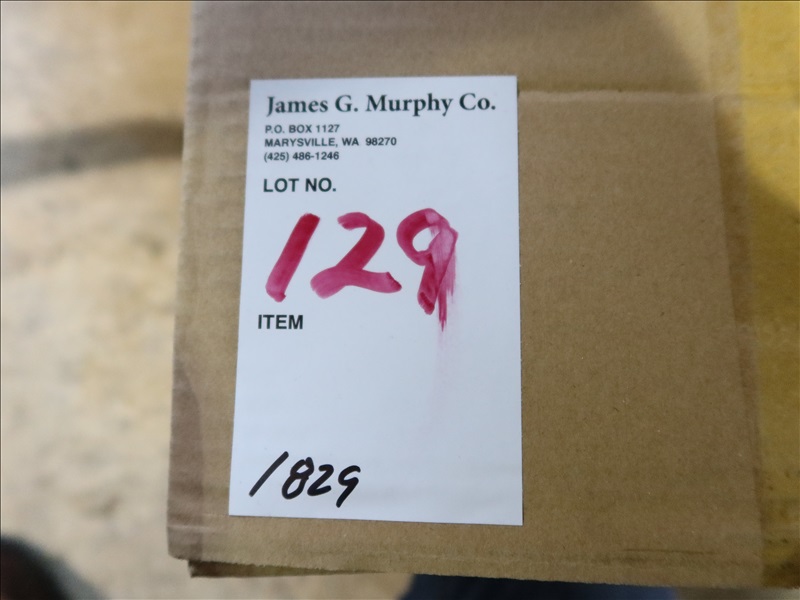 James G. Murphy Co.
P.O. BOX 1127
MARYSVILLE, WA 98270
(425) 486-1246
LOT NO.
129
ITEM
1829